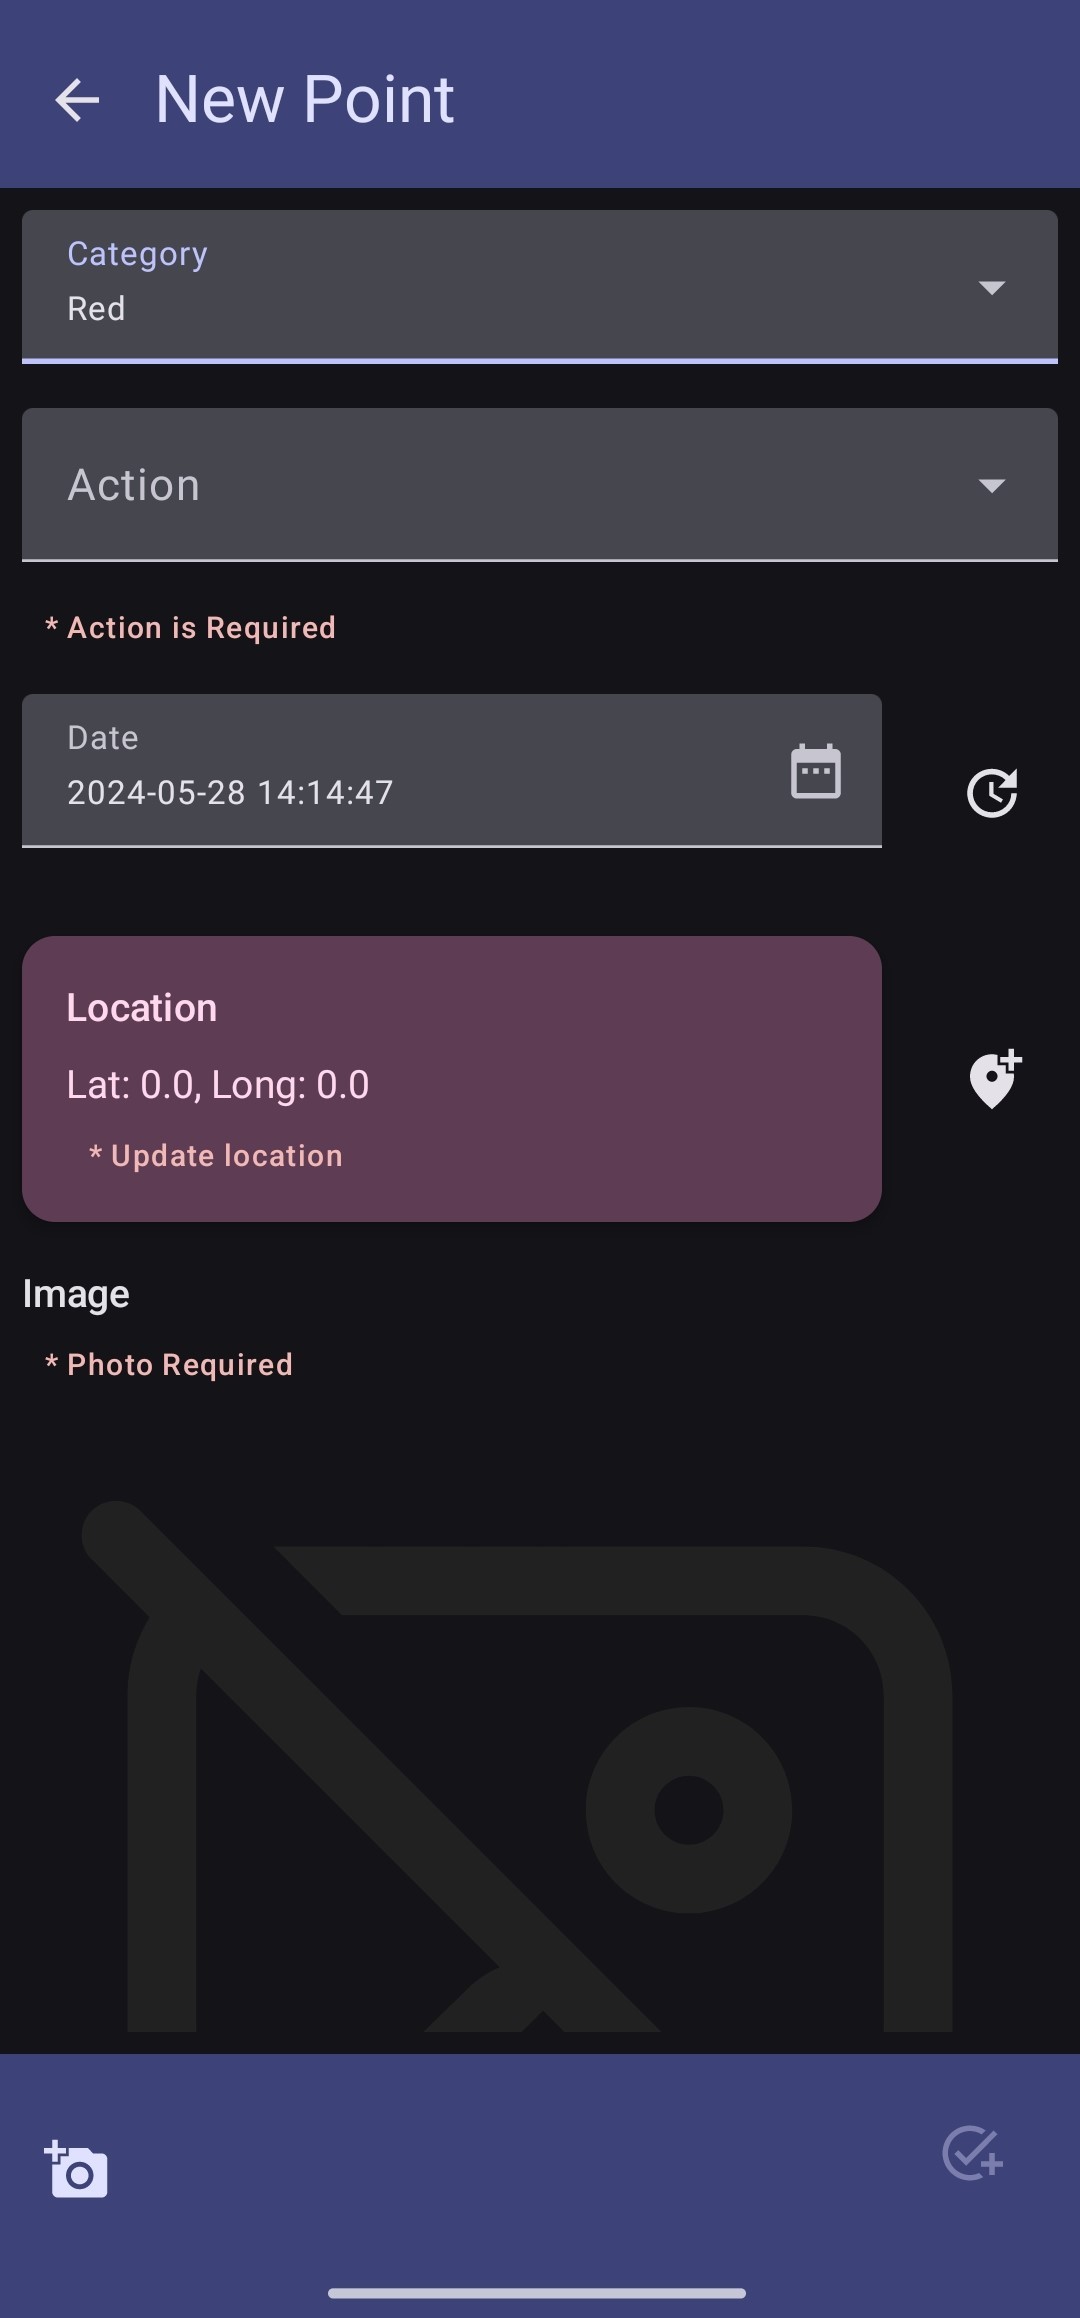 New Point
Category
Red
Action
* Action is Required
Date
2024-05-28 14:14:47
Location
Lat: 0.0, Long: 0.0
* Update location
Image
* Photo Required